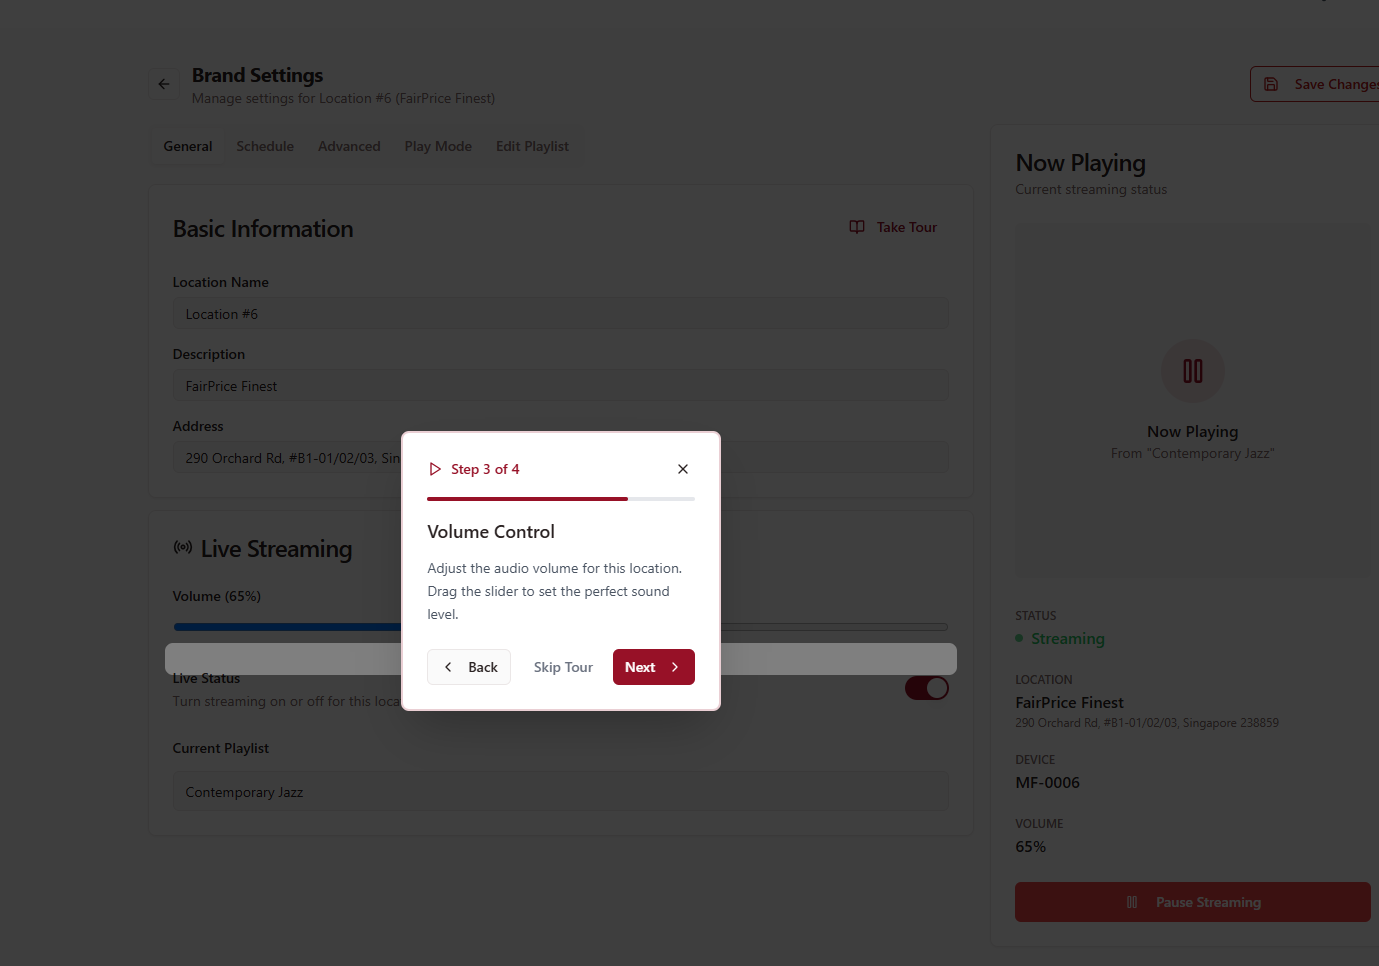 Brand Settings
Manage settings for Location #6 (FairPrice Finest)
Save Changes
General Schedule Advanced Play Mode Edit Playlist
Basic Information
Take Tour
Location Name
Location #6
Description
FairPrice Finest
Address
290 Orchard Rd, #B1-01/02/03, Sin
Step 3 of 4
Volume Control
Adjust the audio volume for this location.
Drag the slider to set the perfect sound
level.
Back Skip Tour Next
Live Streaming
Volume (65%)
Live Status
Turn streaming on or off for this loca
Current Playlist
Contemporary Jazz
Now Playing
Current streaming status
Now Playing
From "Contemporary Jazz"
STATUS
Streaming
LOCATION
FairPrice Finest
290 Orchard Rd, #B1-01/02/03, Singapore 238859
DEVICE
MF-0006
VOLUME
65%
Pause Streaming